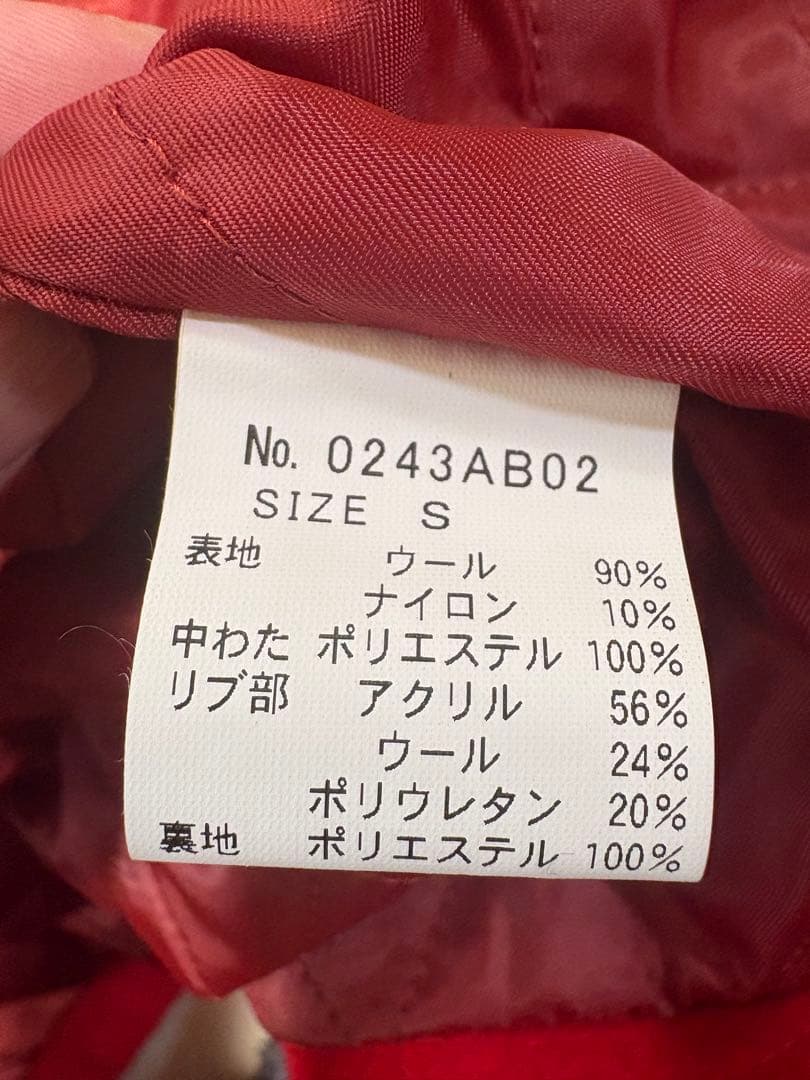 No. 0243AB02
SIZE S
表地 ウール 90%
ナイロン 10%
中わた ポリエステル 100%
リブ部 アクリル 56%
ウール 24%
ポリウレタン 20%
裏地 ポリエステル 100%